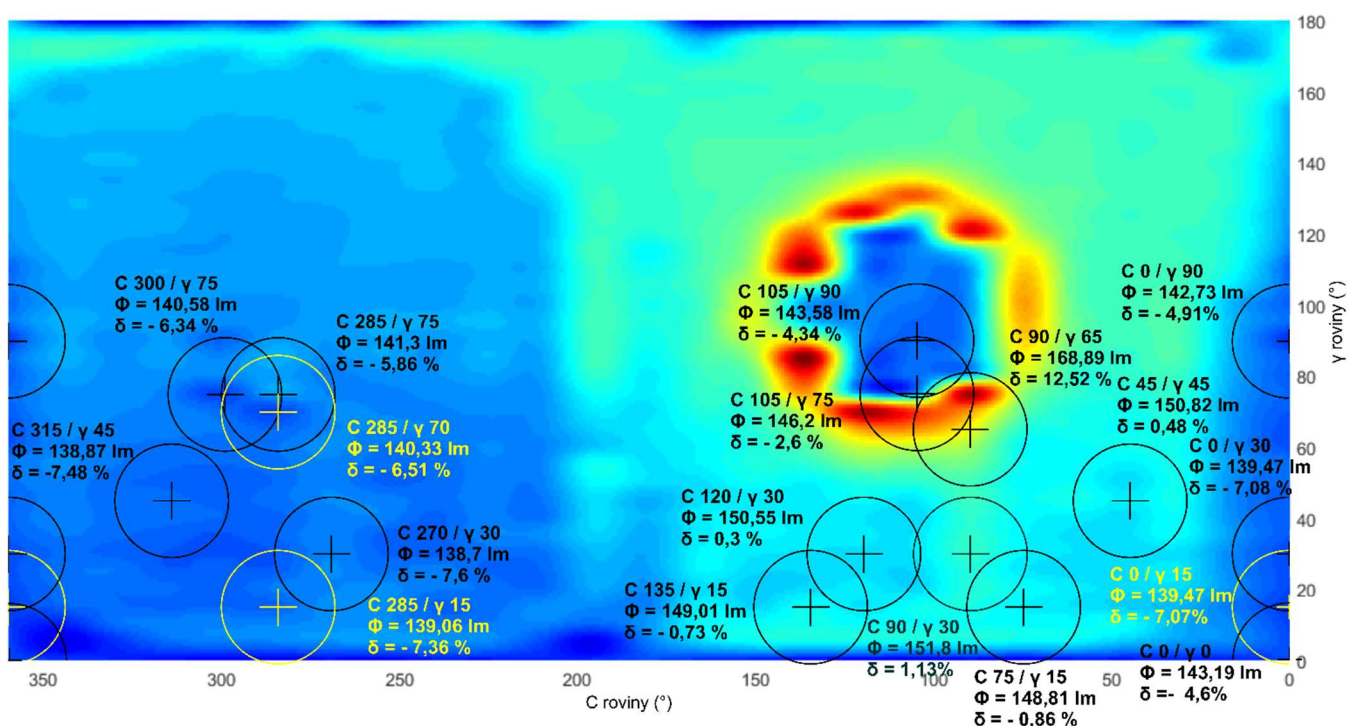 C 300 / γ 75
Φ = 140,58 lm
δ = - 6,34 %
C 285 / γ 75
Φ = 141,3 lm
δ = - 5,86 %
C 315 / γ 45
Φ = 138,87 lm
δ = -7,48 %
C 285 / γ 70
Φ = 140,33 lm
δ = - 6,51 %
C 270 / γ 30
Φ = 138,7 lm
δ = - 7,6 %
C 285 / γ 15
Φ = 139,06 lm
δ = - 7,36 %
C 105 / γ 90
Φ = 143,58 lm
δ = - 4,34 %
C 105 / γ 75
Φ = 146,2 lm
δ = - 2,6 %
C 120 / γ 30
Φ = 150,55 lm
δ = 0,3 %
C 135 / γ 15
Φ = 149,01 lm
δ = - 0,73 %
C 90 / γ 30
Φ = 151,8 lm
δ = 1,13%
C 75 / γ 15
Φ = 148,81 lm
δ = - 0,86 %
C 90 / γ 65
Φ = 168,89 lm
δ = 12,52 %
C 0 / γ 90
Φ = 142,73 lm
δ = - 4,91%
C 45 / γ 45
Φ = 150,82 lm
δ = 0,48 %
C 0 / γ 30
Φ = 139,47 lm
δ = - 7,08 %
C 0 / γ 15
Φ = 139,47 lm
δ = - 7,07%
C 0 / γ 0
Φ = 143,19 lm
δ =- 4,6%
180
160
140
120
100
80
60
40
20
0
γ roviny (°)
350
300
250
200
150
100
50
0
C roviny (°)